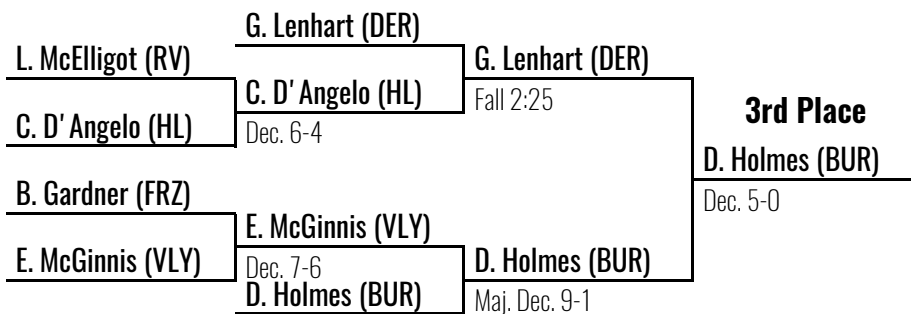 G. Lenhart (DER)
L. McElligot (RV)
G. Lenhart (DER)
C. D'Angelo (HL)
Fall 2:25
3rd Place
C. D'Angelo (HL)
Dec. 6-4
D. Holmes (BUR)
B. Gardner (FRZ)
Dec. 5-0
E. McGinnis (VLY)
E. McGinnis (VLY)
Dec. 7-6
D. Holmes (BUR)
D. Holmes (BUR)
Maj. Dec. 9-1